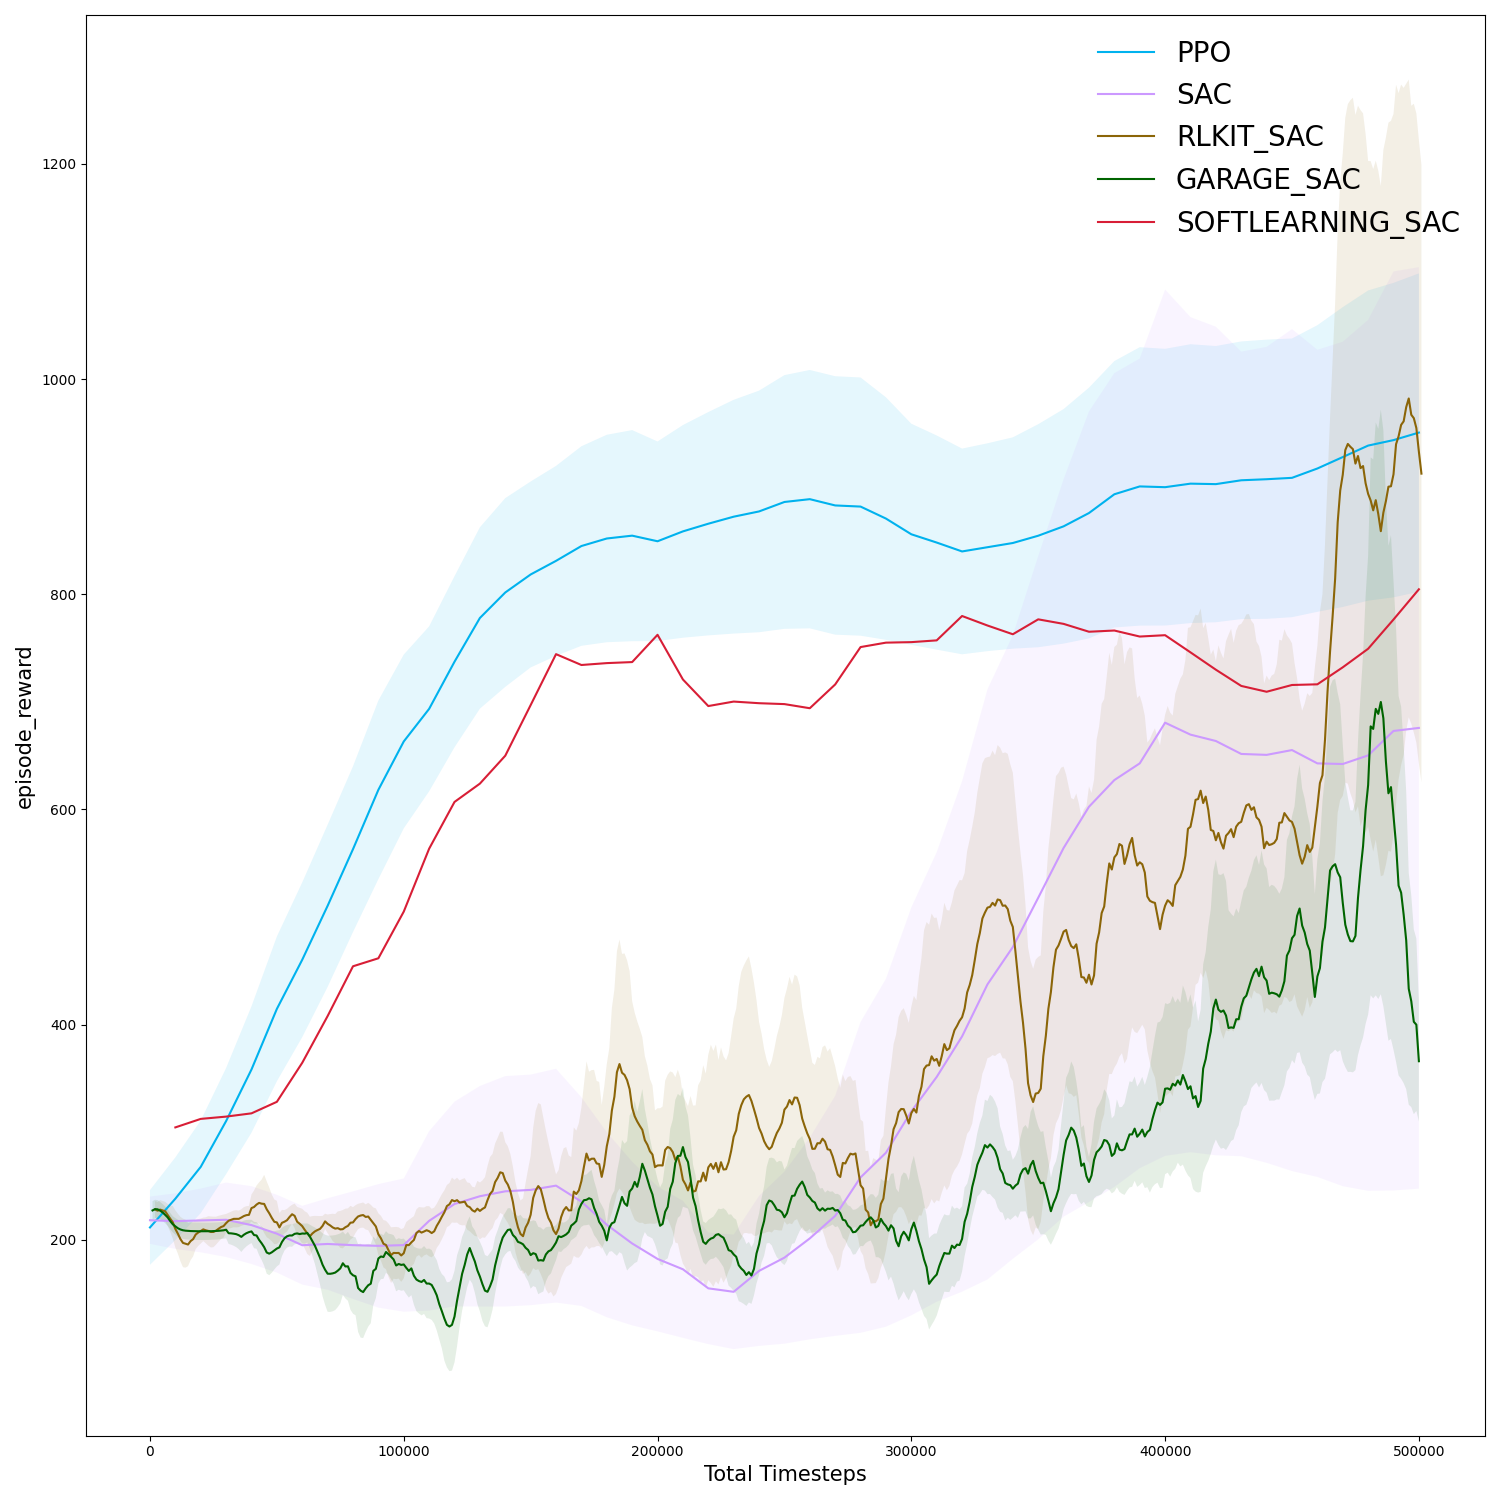 PPO
SAC
RLKIT_SAC
GARAGE_SAC
SOFTLEARNING_SAC
1200
1000
800
600
400
200
episode_reward
0 100000 200000 300000 400000 500000
Total Timesteps